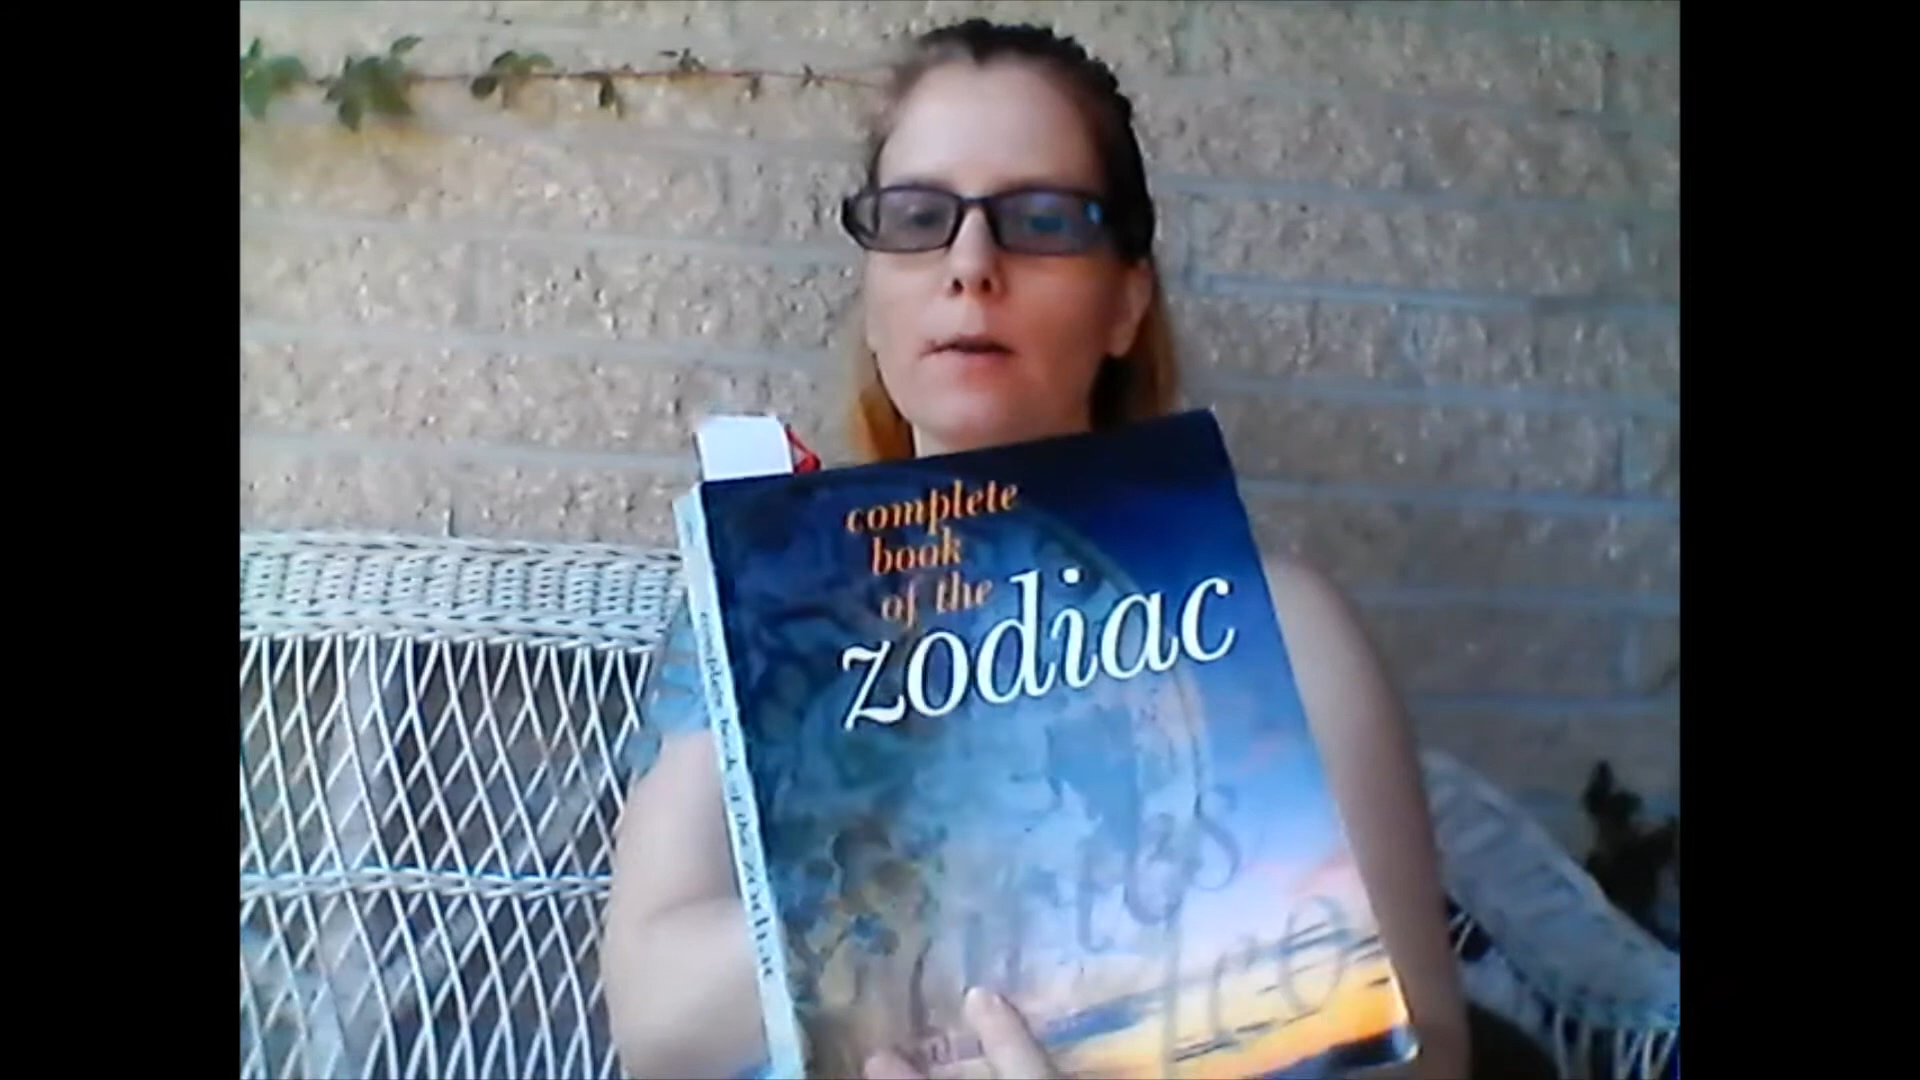 complete
book
of the
zodiac
complete book of the zodiac